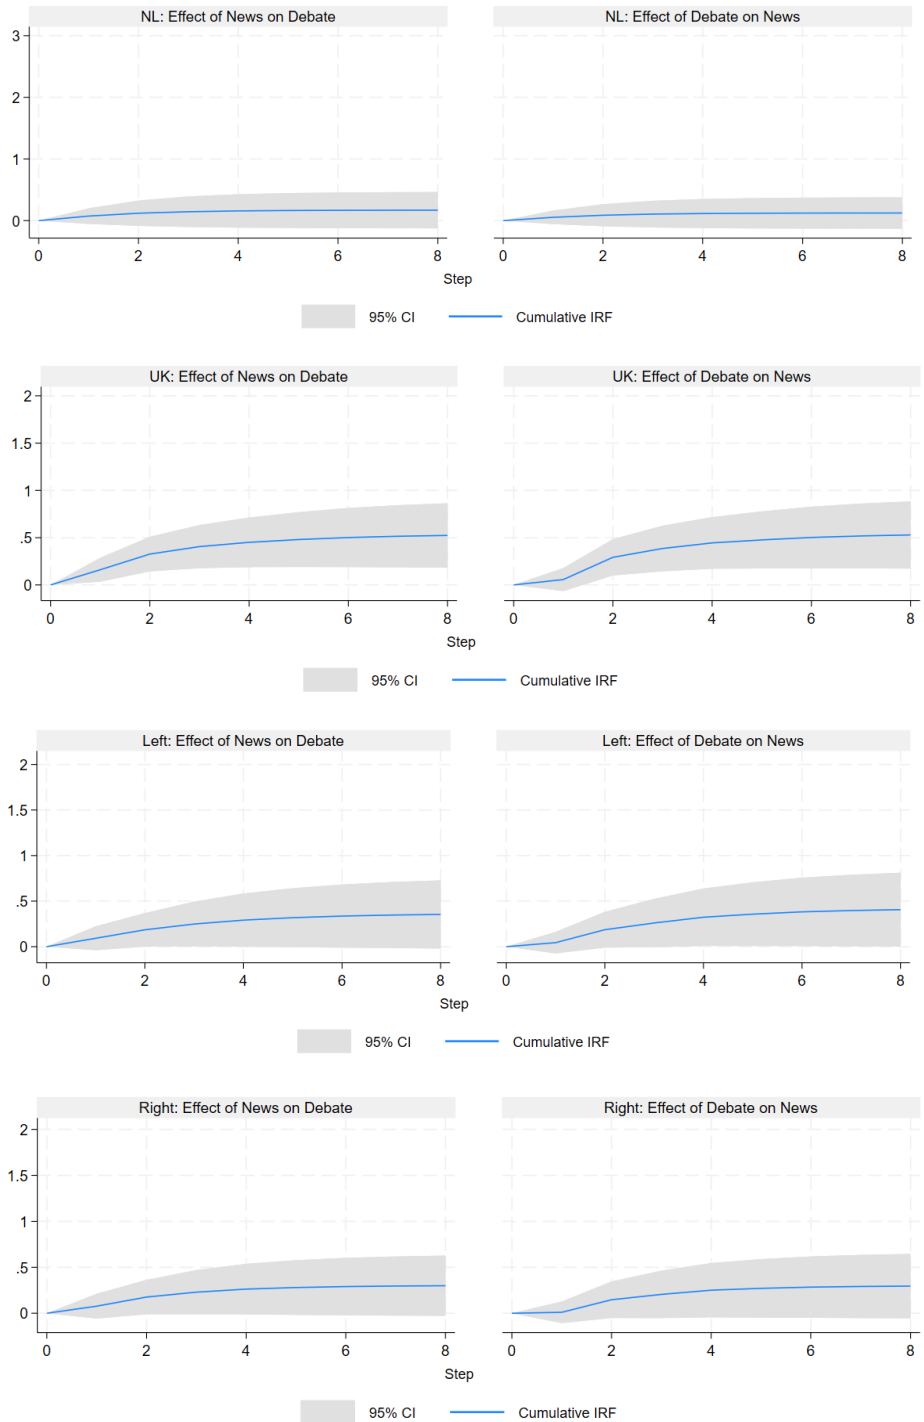 NL: Effect of News on Debate NL: Effect of Debate on News
3
2
1
0
0 2 4 6 8 0 2 4 6 8
Step
95% CI Cumulative IRF
UK: Effect of News on Debate UK: Effect of Debate on News
2
1.5
1
.5
0
0 2 4 6 8 0 2 4 6 8
Step
95% CI Cumulative IRF
Left: Effect of News on Debate Left: Effect of Debate on News
2
1.5
1
.5
0
0 2 4 6 8 0 2 4 6 8
Step
95% CI Cumulative IRF
Right: Effect of News on Debate Right: Effect of Debate on News
2
1.5
1
.5
0
0 2 4 6 8 0 2 4 6 8
Step
95% CI Cumulative IRF